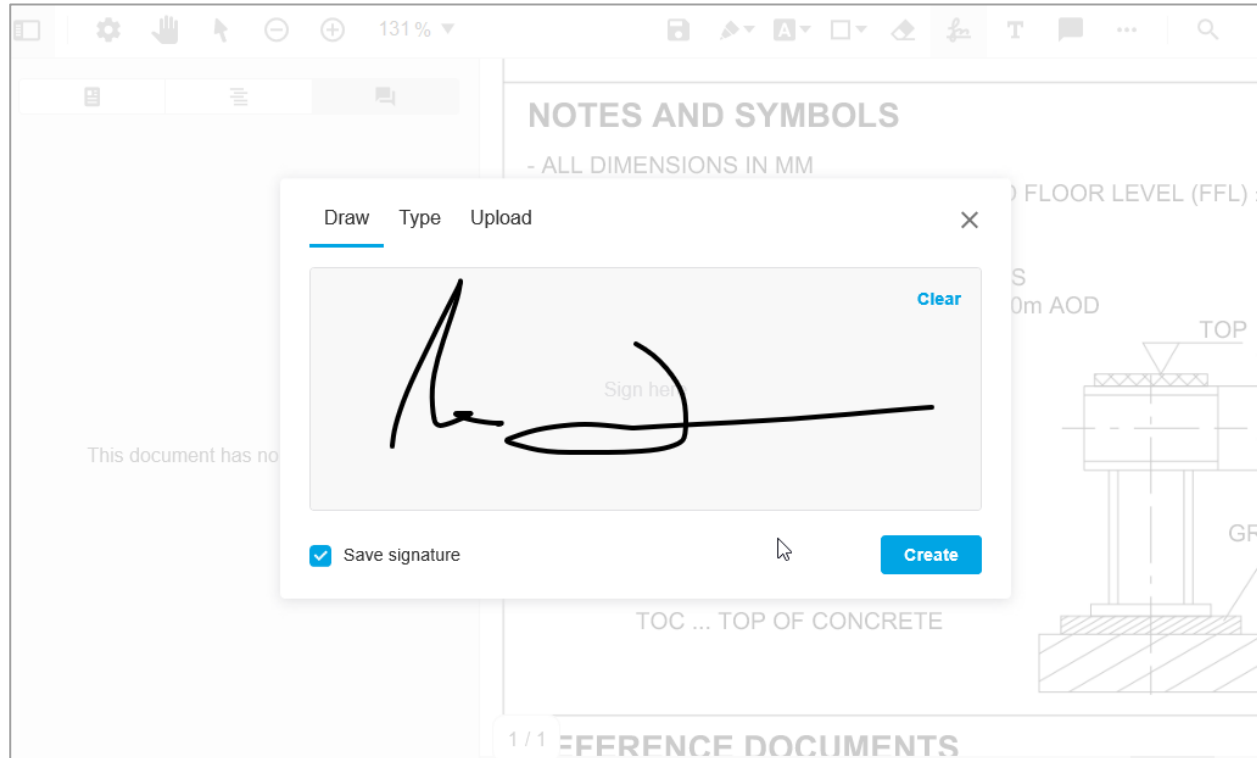 131 %
NOTES AND SYMBOLS
- ALL DIMENSIONS IN MM
FLOOR LEVEL (FFL)
Draw Type Upload
S
0m AOD
Clear
TOP
Sign here
This document has no
GR
Save signature
Create
TOC ... TOP OF CONCRETE
1 / 1
EFERENCE DOCUMENTS